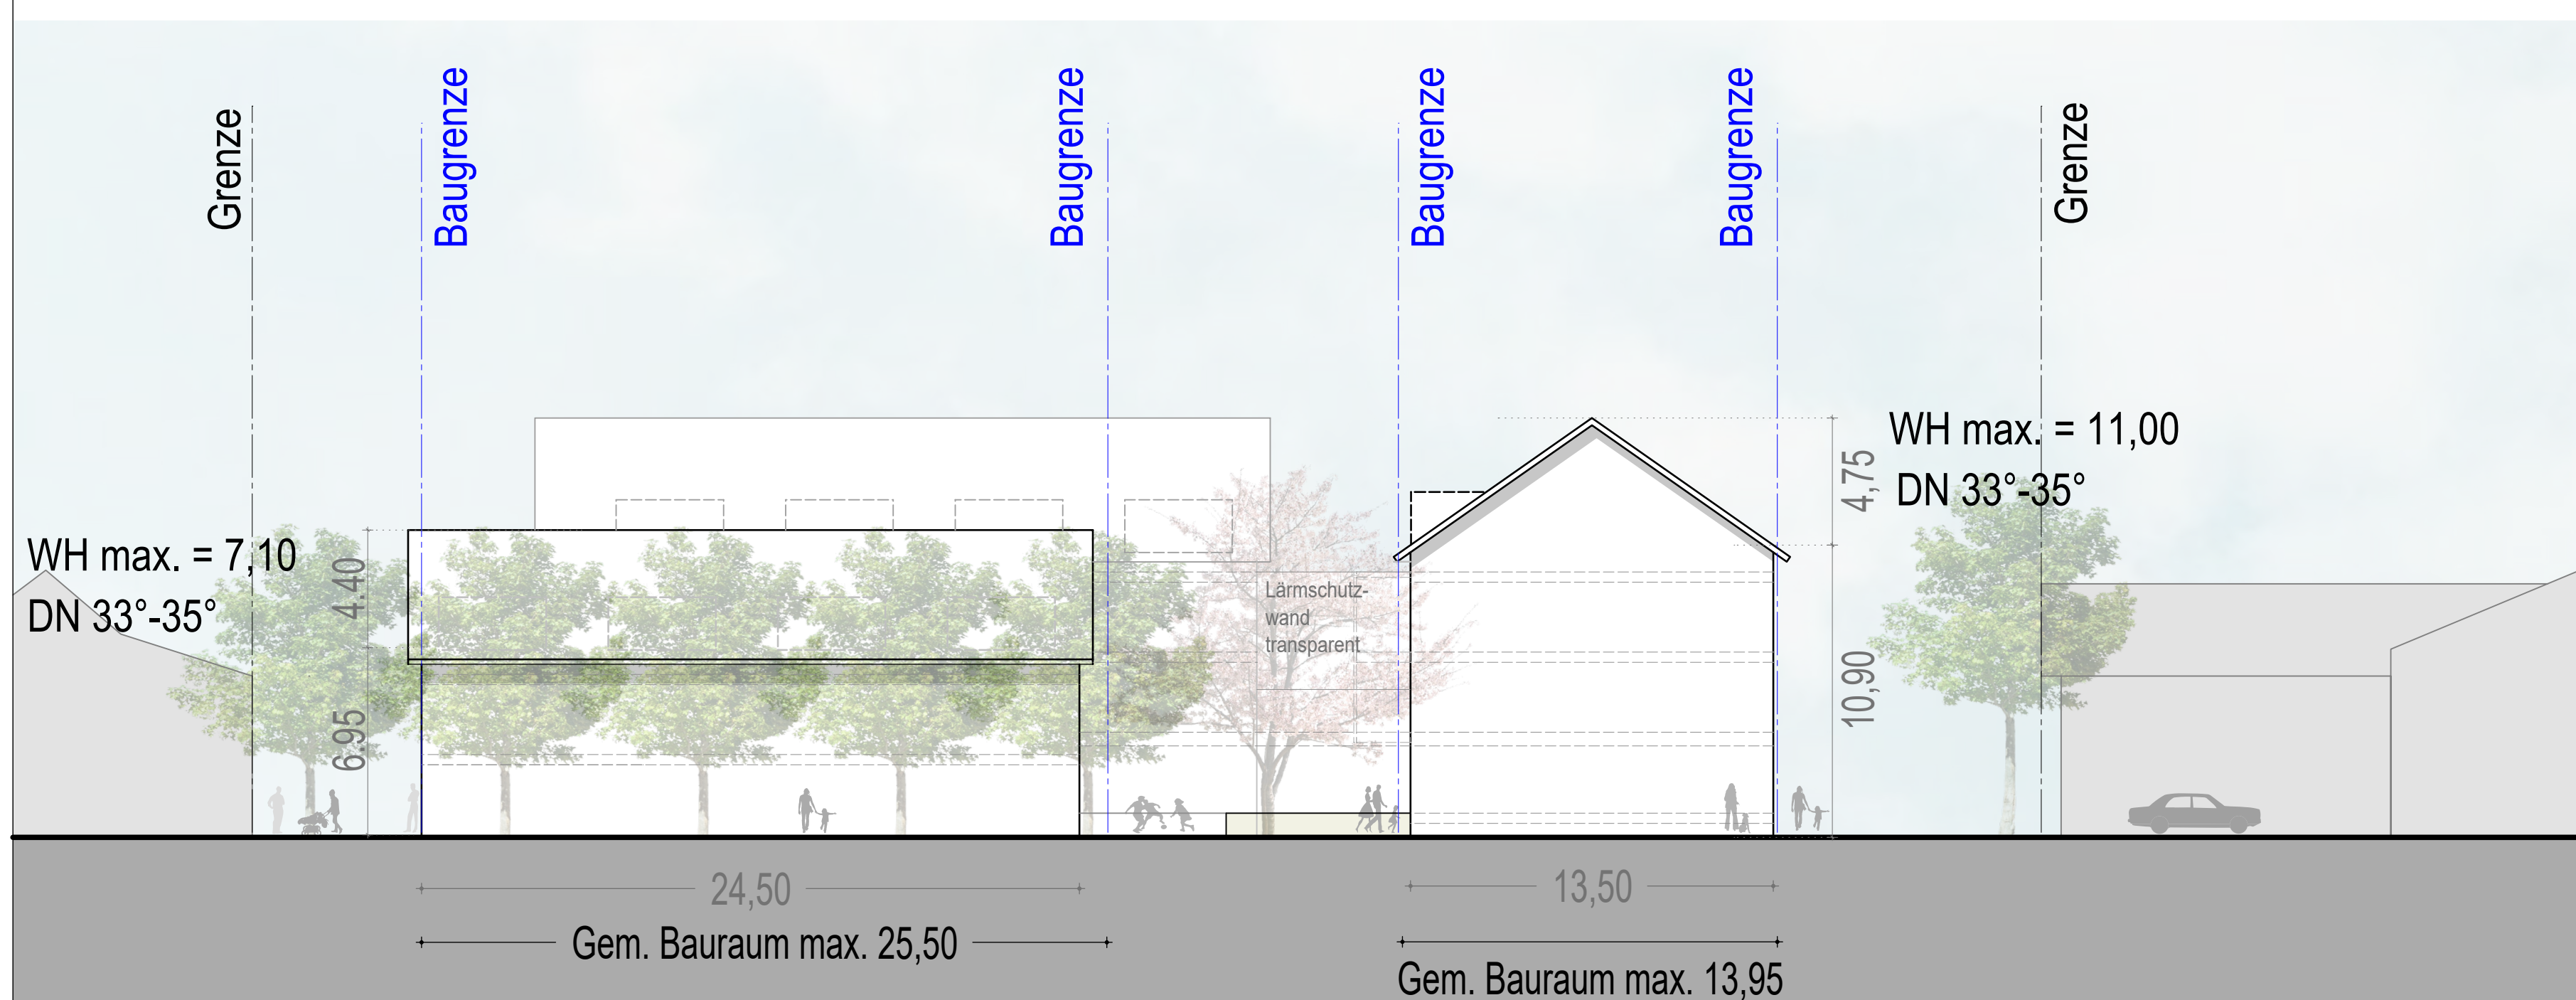 Grenze
Baugrenze
Baugrenze
Baugrenze
Baugrenze
Grenze
WH max. = 11,00
DN 33°-35°
4,75
10,90
WH max. = 7,10
DN 33°-35°
4.40
6.95
Lärmschutz-
wand
transparent
24,50
13,50
Gem. Bauraum max. 25,50
Gem. Bauraum max. 13,95